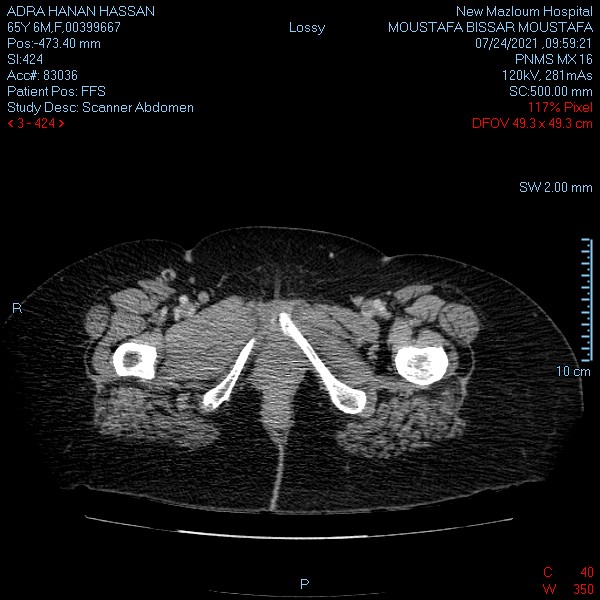 ADRA HANAN HASSAN
65Y 6M,F,00399667
Pos:-473.40 mm
SI:424
Acc#: 83036
Patient Pos: FFS
Study Desc: Scanner Abdomen
< 3 - 424 >
Lossy
New Mazloum Hospital
MOUSTAFA BISSAR MOUSTAFA
07/24/2021 ,09:59:21
PNMS MX 16
120kV, 281mAs
SC:500.00 mm
117% Pixel
DFOV 49.3 x 49.3 cm
SW 2.00 mm
R
10 cm
P
C 40
W 350